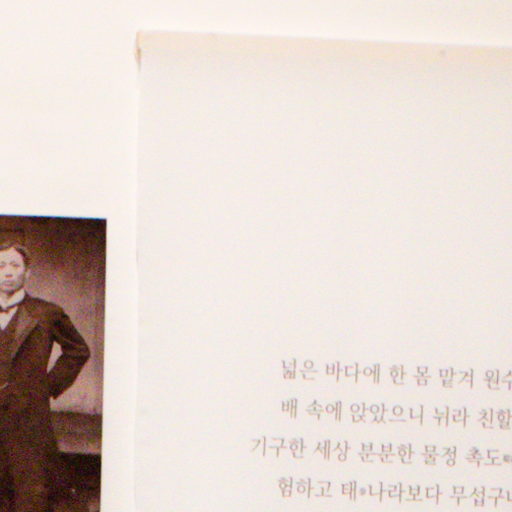 넓은 바다에 한 몸 맡겨 원수
배 속에 앉았으니 뉘라 친할
기구한 세상 분분한 물정 촉도
험하고 태나라보다 무섭구나